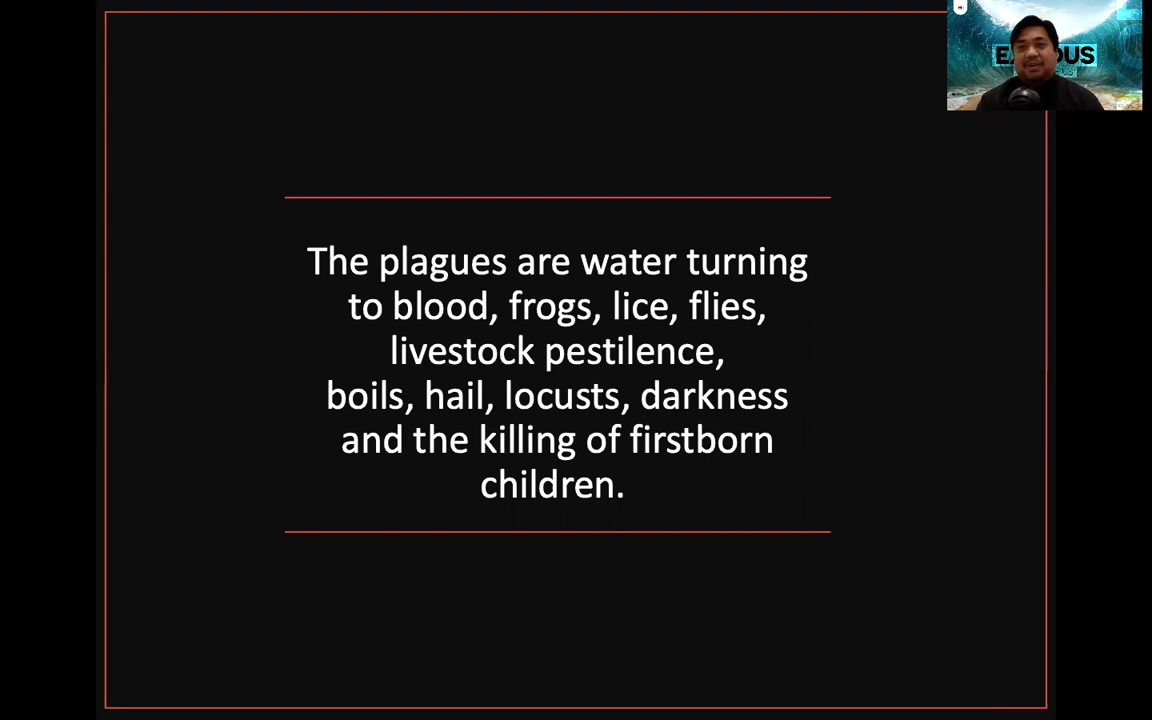 The plagues are water turning
to blood, frogs, lice, flies,
livestock pestilence,
boils, hail, locusts, darkness
and the killing of firstborn
children.